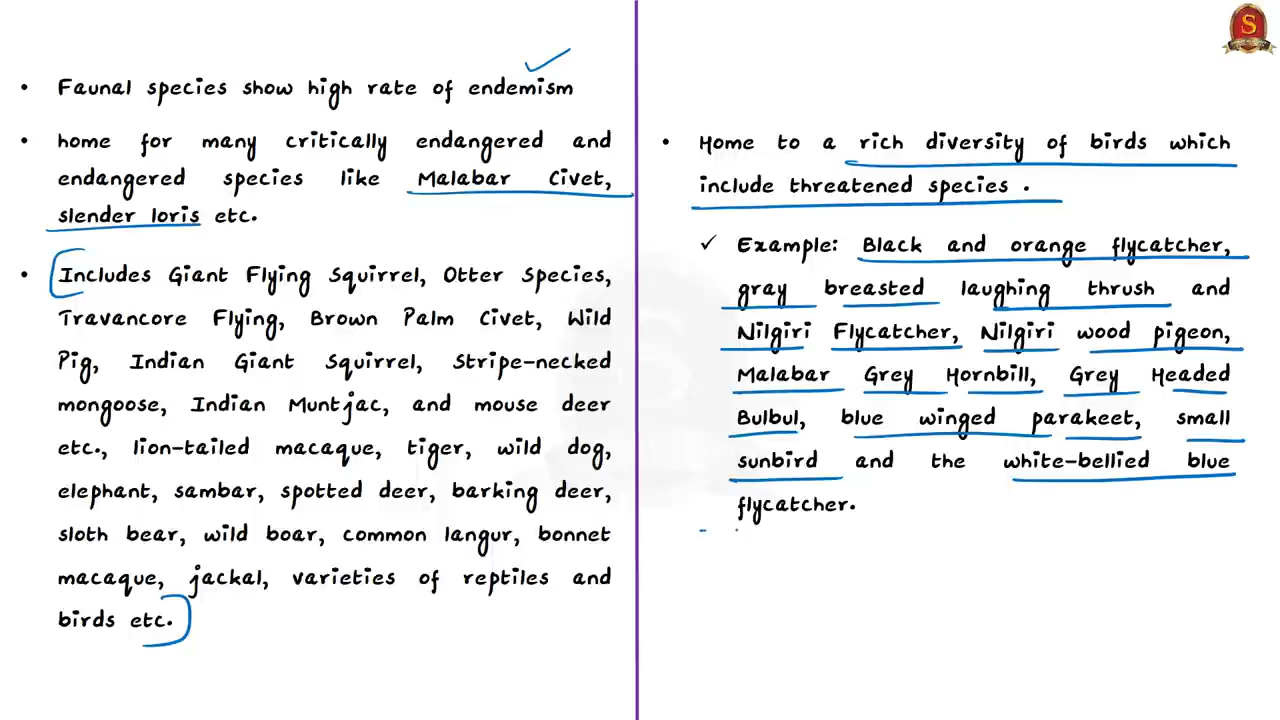 • Faunal species show high rate of endemism
• home for many critically endangered and
endangered species like Malabar Civet,
slender loris etc.
• Includes Giant Flying Squirrel, Otter Species,
Travancore Flying, Brown Palm Civet, Wild
Pig, Indian Giant Squirrel, Stripe-necked
mongoose, Indian Muntjac, and mouse deer
etc., lion-tailed macaque, tiger, wild dog,
elephant, sambar, spotted deer, barking deer,
sloth bear, wild boar, common langur, bonnet
macaque, jackal, varieties of reptiles and
birds etc.
• Home to a rich diversity of birds which
include threatened species .
✓ Example: Black and orange flycatcher,
gray breasted laughing thrush and
Nilgiri Flycatcher, Nilgiri wood pigeon,
Malabar Grey Hornbill, Grey Headed
Bulbul, blue winged parakeet, small
sunbird and the white-bellied blue
flycatcher.
S